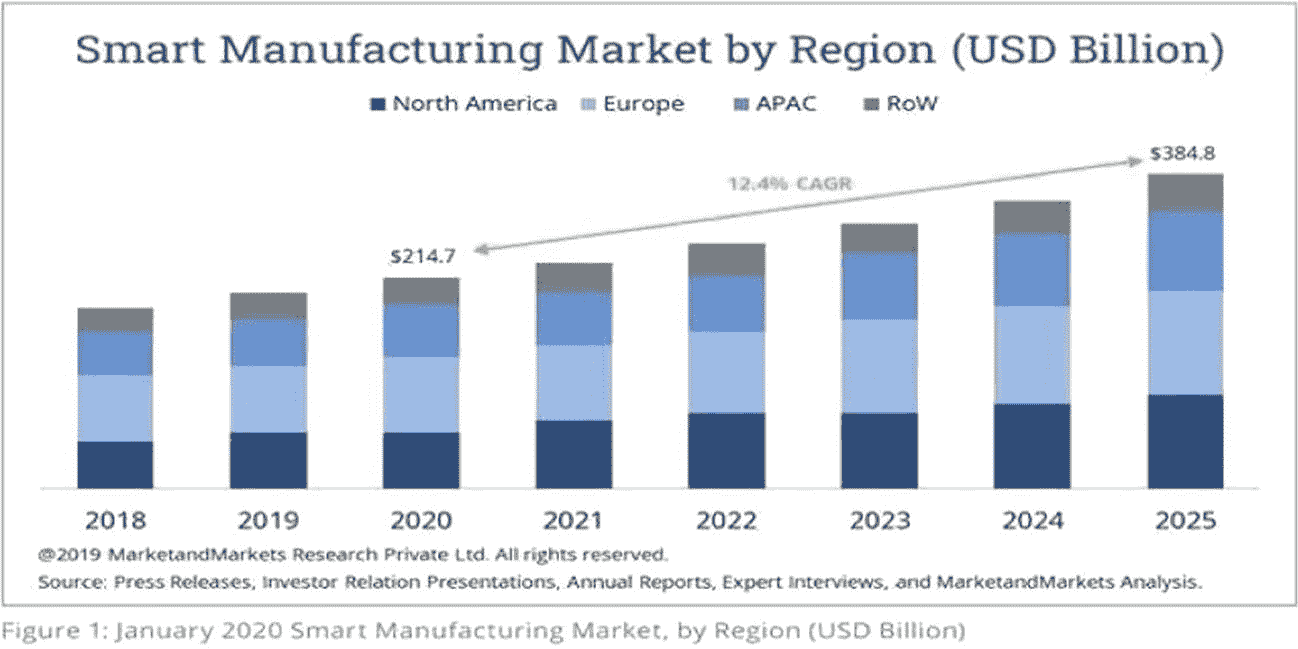 Smart Manufacturing Market by Region (USD Billion)
North America Europe APAC RoW
$384.8
12.4% CAGR
$214.7
2018 2019 2020 2021 2022 2023 2024 2025
@2019 MarketandMarkets Research Private Ltd. All rights reserved.
Source: Press Releases, Investor Relation Presentations, Annual Reports, Expert Interviews, and MarketandMarkets Analysis.
Figure 1: January 2020 Smart Manufacturing Market, by Region (USD Billion)